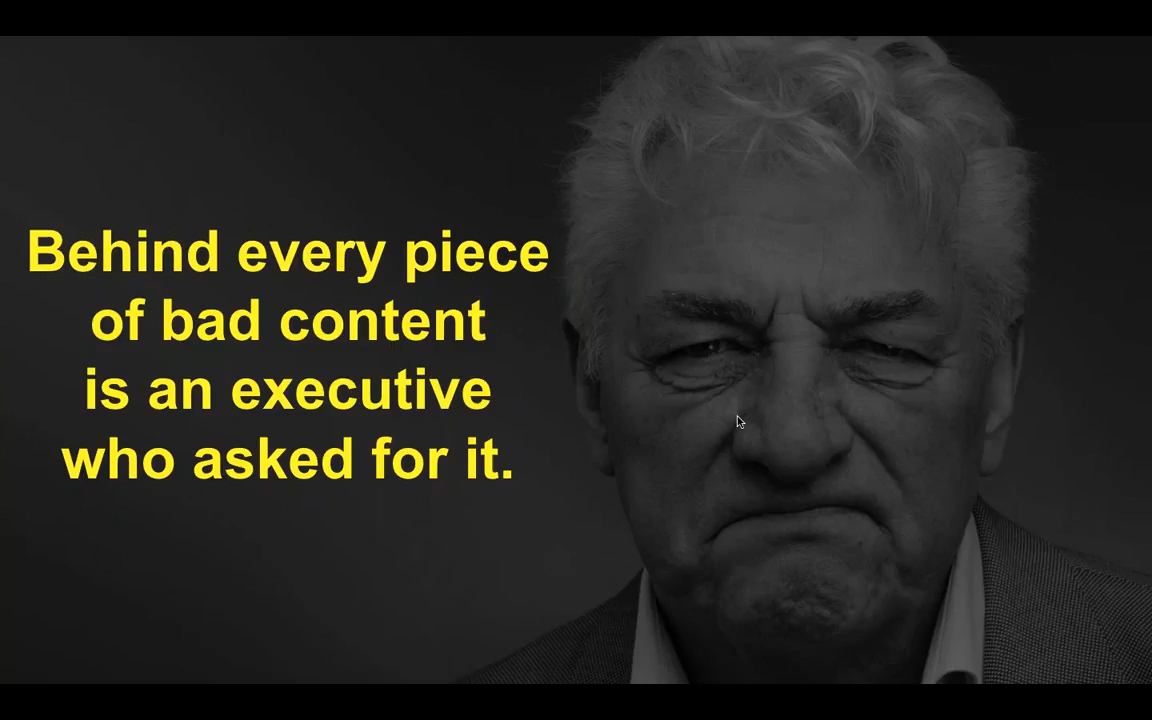 Behind every piece
of bad content
is an executive
who asked for it.